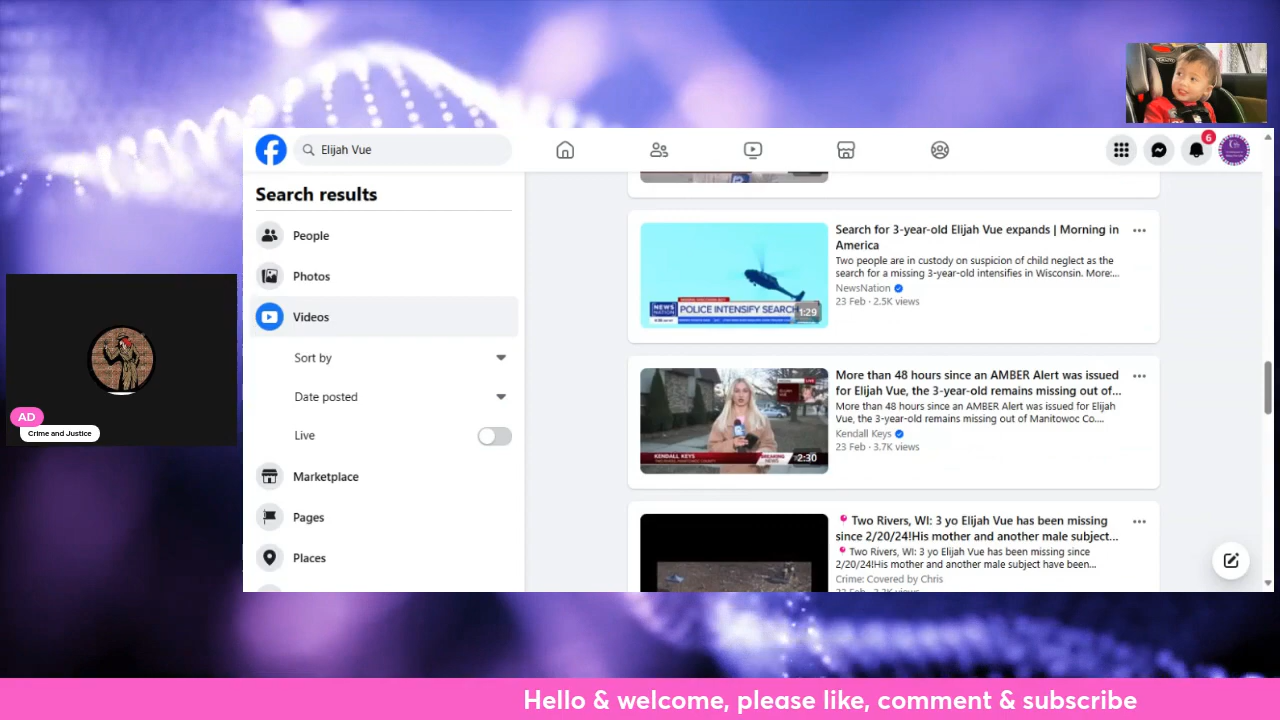 Elijah Vue
6
Search results
People
Photos
Videos
Sort by
Date posted
Live
Marketplace
Pages
Places
Search for 3-year-old Elijah Vue expands | Morning in
America
Two people are in custody on suspicion of child neglect as the
search for a missing 3-year-old intensifies in Wisconsin. More:...
NewsNation
23 Feb · 2.5K views
NEWS
NATION
POLICE INTENSIFY SEARCH
1:29
More than 48 hours since an AMBER Alert was issued
for Elijah Vue, the 3-year-old remains missing out of...
More than 48 hours since an AMBER Alert was issued for Elijah
Vue, the 3-year-old remains missing out of Manitowoc Co....
Kendall Keys
23 Feb · 3.7K views
KENDALL KEYS
BREAKING
NEWS
2:30
Two Rivers, WI: 3 yo Elijah Vue has been missing
since 2/20/24!His mother and another male subject...
Two Rivers, WI: 3 yo Elijah Vue has been missing since
2/20/24!His mother and another male subject have been...
Crime: Covered by Chris
AD
Crime and Justice
Hello & welcome, please like, comment & subscribe